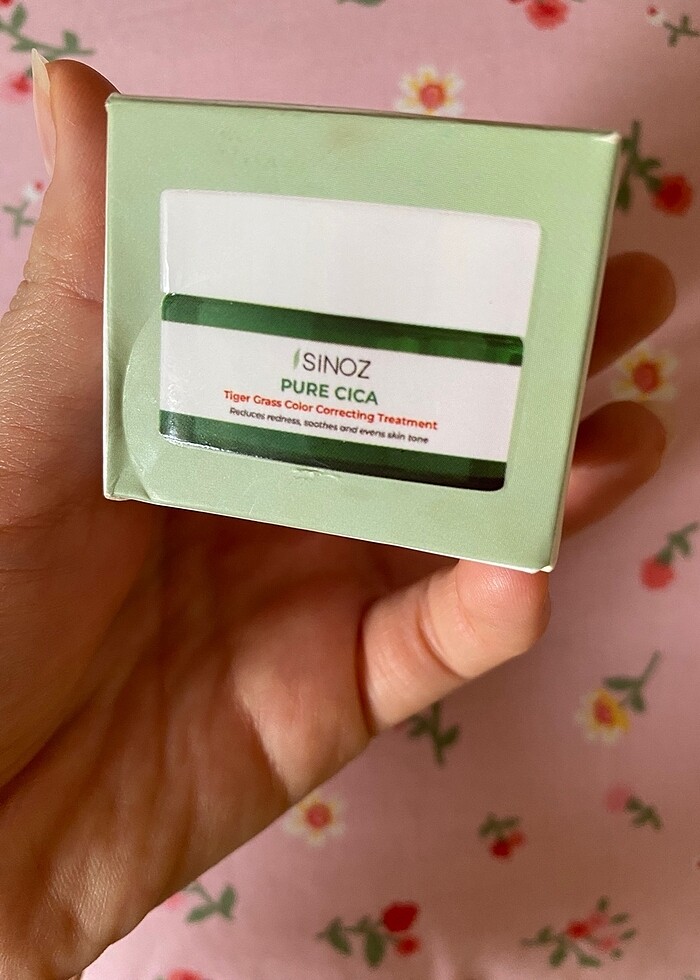 SiNOZ
PURE CICA
Tiger Grass Color Correcting Treatment
Reduces redness, soothes and evens skin tone